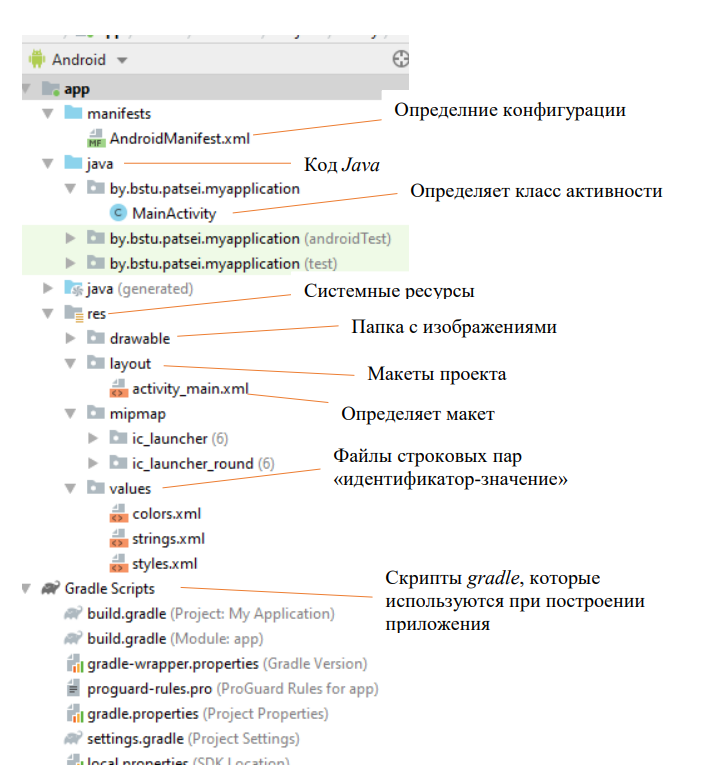 Android
app
manifests
Определние конфигурации
AndroidManifest.xml
java
Код Java
by.bstu.patsei.myapplication
Определяет класс активности
MainActivity
by.bstu.patsei.myapplication (androidTest)
by.bstu.patsei.myapplication (test)
java (generated)
Системные ресурсы
res
Папка с изображениями
drawable
layout
Макеты проекта
activity_main.xml
Определяет макет
mipmap
ic_launcher (6)
Файлы строковых пар
ic_launcher_round (6)
«идентификатор-значение»
values
colors.xml
strings.xml
styles.xml
Скрипты gradle, которые
Gradle Scripts
используются при построении
build.gradle (Project: My Application)
приложения
build.gradle (Module: app)
gradle-wrapper.properties (Gradle Version)
proguard-rules.pro (ProGuard Rules for app)
gradle.properties (Project Properties)
settings.gradle (Project Settings)
local.properties (SDK Location)